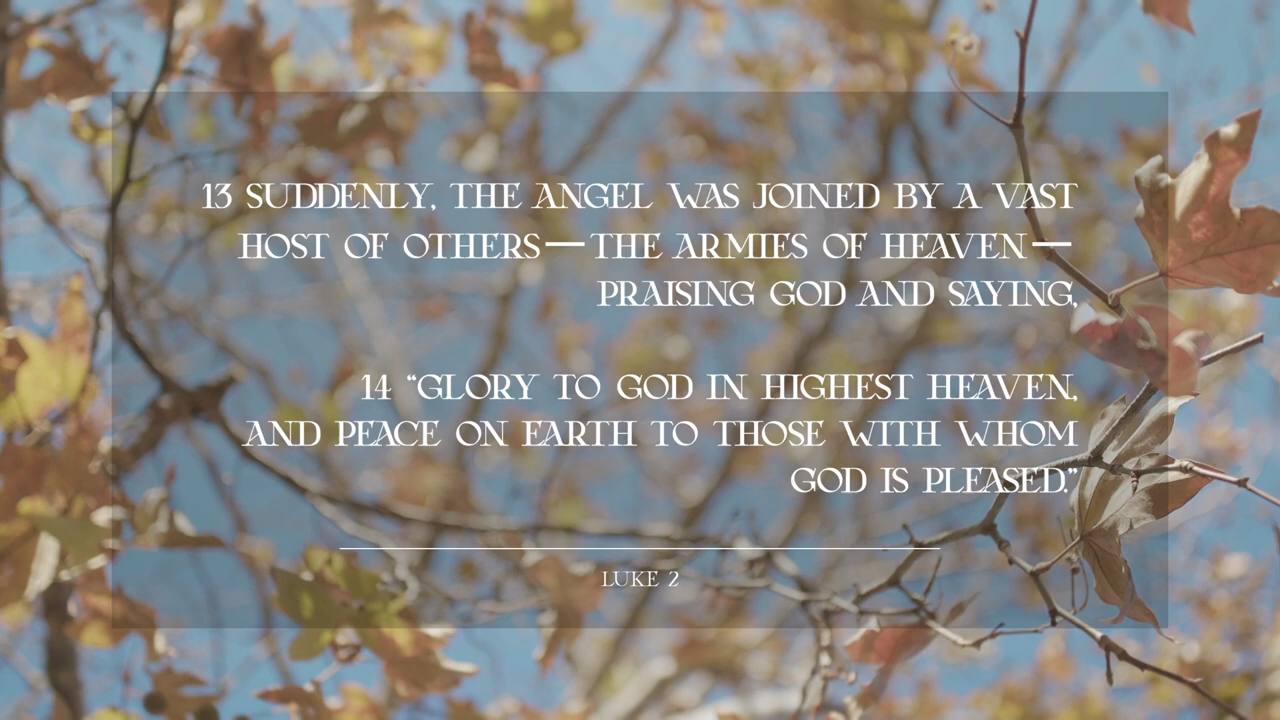 13 SUDDENLY, THE ANGEL WAS JOINED BY A VAST
HOST OF OTHERS—THE ARMIES OF HEAVEN—
PRAISING GOD AND SAYING,
14 “GLORY TO GOD IN HIGHEST HEAVEN,
AND PEACE ON EARTH TO THOSE WITH WHOM
GOD IS PLEASED.”
LUKE 2